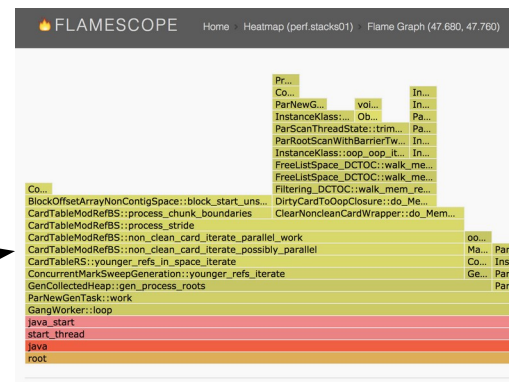 FLAMESCOPE Home Heatmap (perf.stacks01) Flame Graph (47.680, 47.760)
Pr...
Co... In...
ParNewG... voi... In...
InstanceKlass:... Ob... Pa...
ParScanThreadState::trim... Pa...
ParRootScanWithBarrierTw... In...
InstanceKlass::oop_oop_it... In...
FreeListSpace_DCTOC::walk_me...
FreeListSpace_DCTOC::walk_me...
Co... Filtering_DCTOC::walk_mem_re...
BlockOffsetArrayNonContigSpace::block_start_uns... DirtyCardToOopClosure::do_Me...
CardTableModRefBS::process_chunk_boundaries ClearNoncleanCardWrapper::do_Mem...
CardTableModRefBS::process_stride
CardTableModRefBS::non_clean_card_iterate_parallel_work oo...
CardTableModRefBS::non_clean_card_iterate_possibly_parallel Ma... Par
CardTableRS::younger_refs_in_space_iterate Co... Ins
ConcurrentMarkSweepGeneration::younger_refs_iterate Ge... Par
GenCollectedHeap::gen_process_roots Par
ParNewGenTask::work
GangWorker::loop
java_start
start_thread
java
root